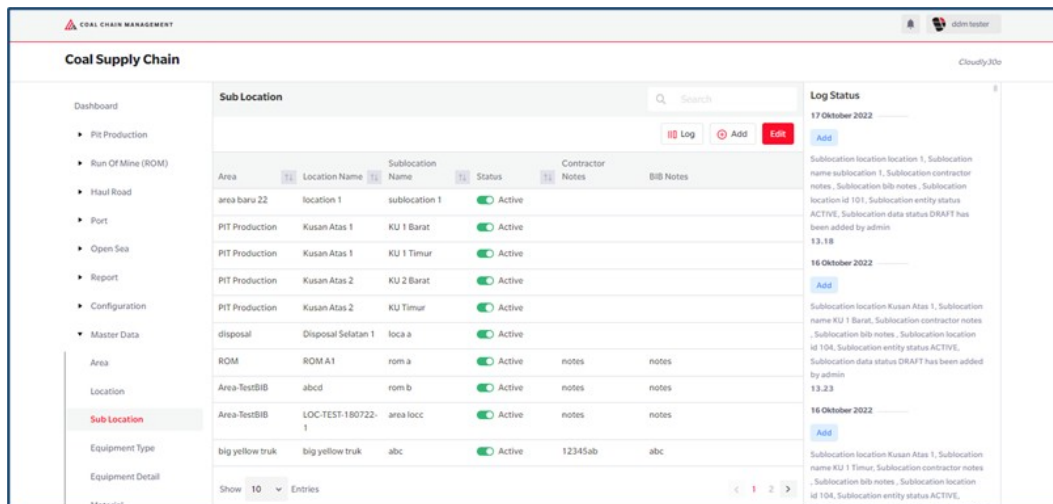 COAL CHAIN MANAGEMENT
ddm tester
Coal Supply Chain
Cloudly30o
Dashboard
Pit Production
Run Of Mine (ROM)
Haul Road
Port
Open Sea
Report
Configuration
Master Data
Area
Location
Sub Location
Equipment Type
Equipment Detail
Material
Sub Location
Search
Log
Add
Edit
Area Location Name Sublocation Name Status Contractor Notes BIB Notes
area baru 22 location 1 sublocation 1 Active
PIT Production Kusan Atas 1 KU 1 Barat Active
PIT Production Kusan Atas 1 KU 1 Timur Active
PIT Production Kusan Atas 2 KU 2 Barat Active
PIT Production Kusan Atas 2 KU Timur Active
disposal Disposal Selatan 1 loca a Active
ROM ROM A1 rom a Active notes notes
Area-TestBIB abcd rom b Active notes notes
Area-TestBIB LOC-TEST-180722-1 area locc Active notes notes
big yellow truk big yellow truk abc Active 12345ab abc
Show 10 Entries
1 2
Log Status
17 Oktober 2022
Add
Sublocation location location 1, Sublocation
name sublocation 1, Sublocation contractor
notes , Sublocation bib notes , Sublocation
location id 101, Sublocation entity status
ACTIVE, Sublocation data status DRAFT has
been added by admin
13.18
16 Oktober 2022
Add
Sublocation location Kusan Atas 1, Sublocation
name KU 1 Barat, Sublocation contractor notes
, Sublocation bib notes , Sublocation location
id 104, Sublocation entity status ACTIVE,
Sublocation data status DRAFT has been added
by admin
13.23
16 Oktober 2022
Add
Sublocation location Kusan Atas 1, Sublocation
name KU 1 Timur, Sublocation contractor notes
, Sublocation bib notes , Sublocation location
id 104, Sublocation entity status ACTIVE,